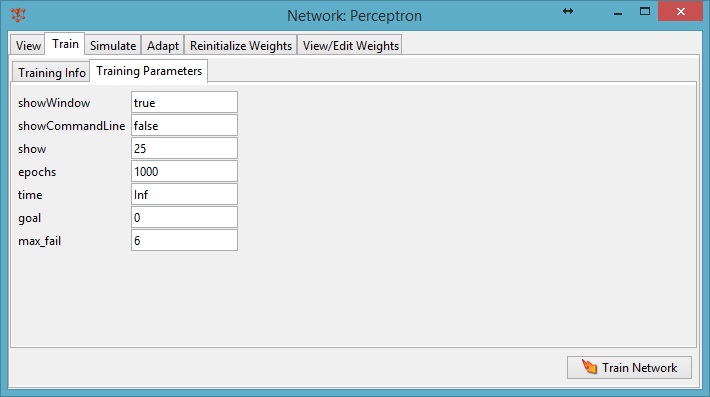 Network: Perceptron
View Train Simulate Adapt Reinitialize Weights View/Edit Weights
Training Info Training Parameters
showWindow true
showCommandLine false
show 25
epochs 1000
time Inf
goal 0
max_fail 6
Train Network